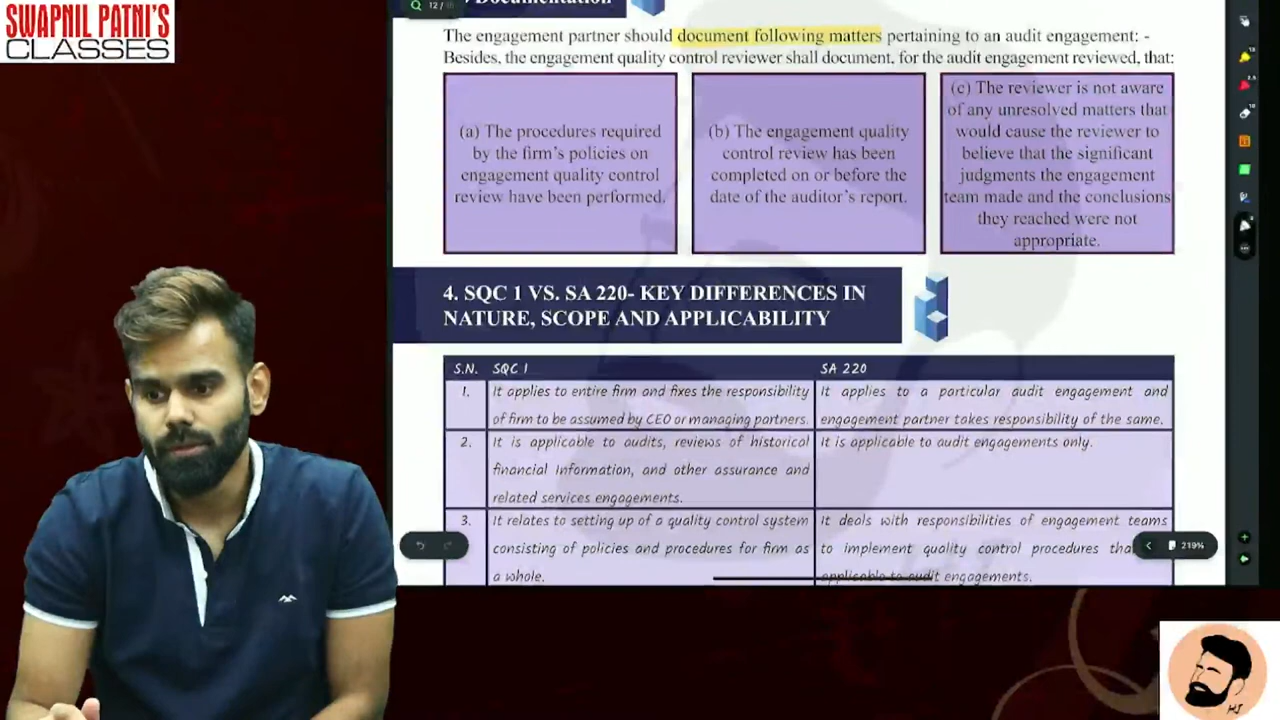 SWAPNIL PATNI'S
CLASSES
12 /
Documentation
The engagement partner should document following matters pertaining to an audit engagement: -
Besides, the engagement quality control reviewer shall document, for the audit engagement reviewed, that:
(a) The procedures required
by the firm's policies on
engagement quality control
review have been performed.
(b) The engagement quality
control review has been
completed on or before the
date of the auditor's report.
(c) The reviewer is not aware
of any unresolved matters that
would cause the reviewer to
believe that the significant
judgments the engagement
team made and the conclusions
they reached were not
appropriate.
4. SQC 1 VS. SA 220- KEY DIFFERENCES IN
NATURE, SCOPE AND APPLICABILITY
S.N. SQC 1 SA 220
1. It applies to entire firm and fixes the responsibility
of firm to be assumed by CEO or managing partners.
It applies to a particular audit engagement and
engagement partner takes responsibility of the same.
2. It is applicable to audits, reviews of historical
financial information, and other assurance and
related services engagements.
It is applicable to audit engagements only.
3. It relates to setting up of a quality control system
consisting of policies and procedures for firm as
a whole.
It deals with responsibilities of engagement teams
to implement quality control procedures tha
applicable to audit engagements.
219%
HS